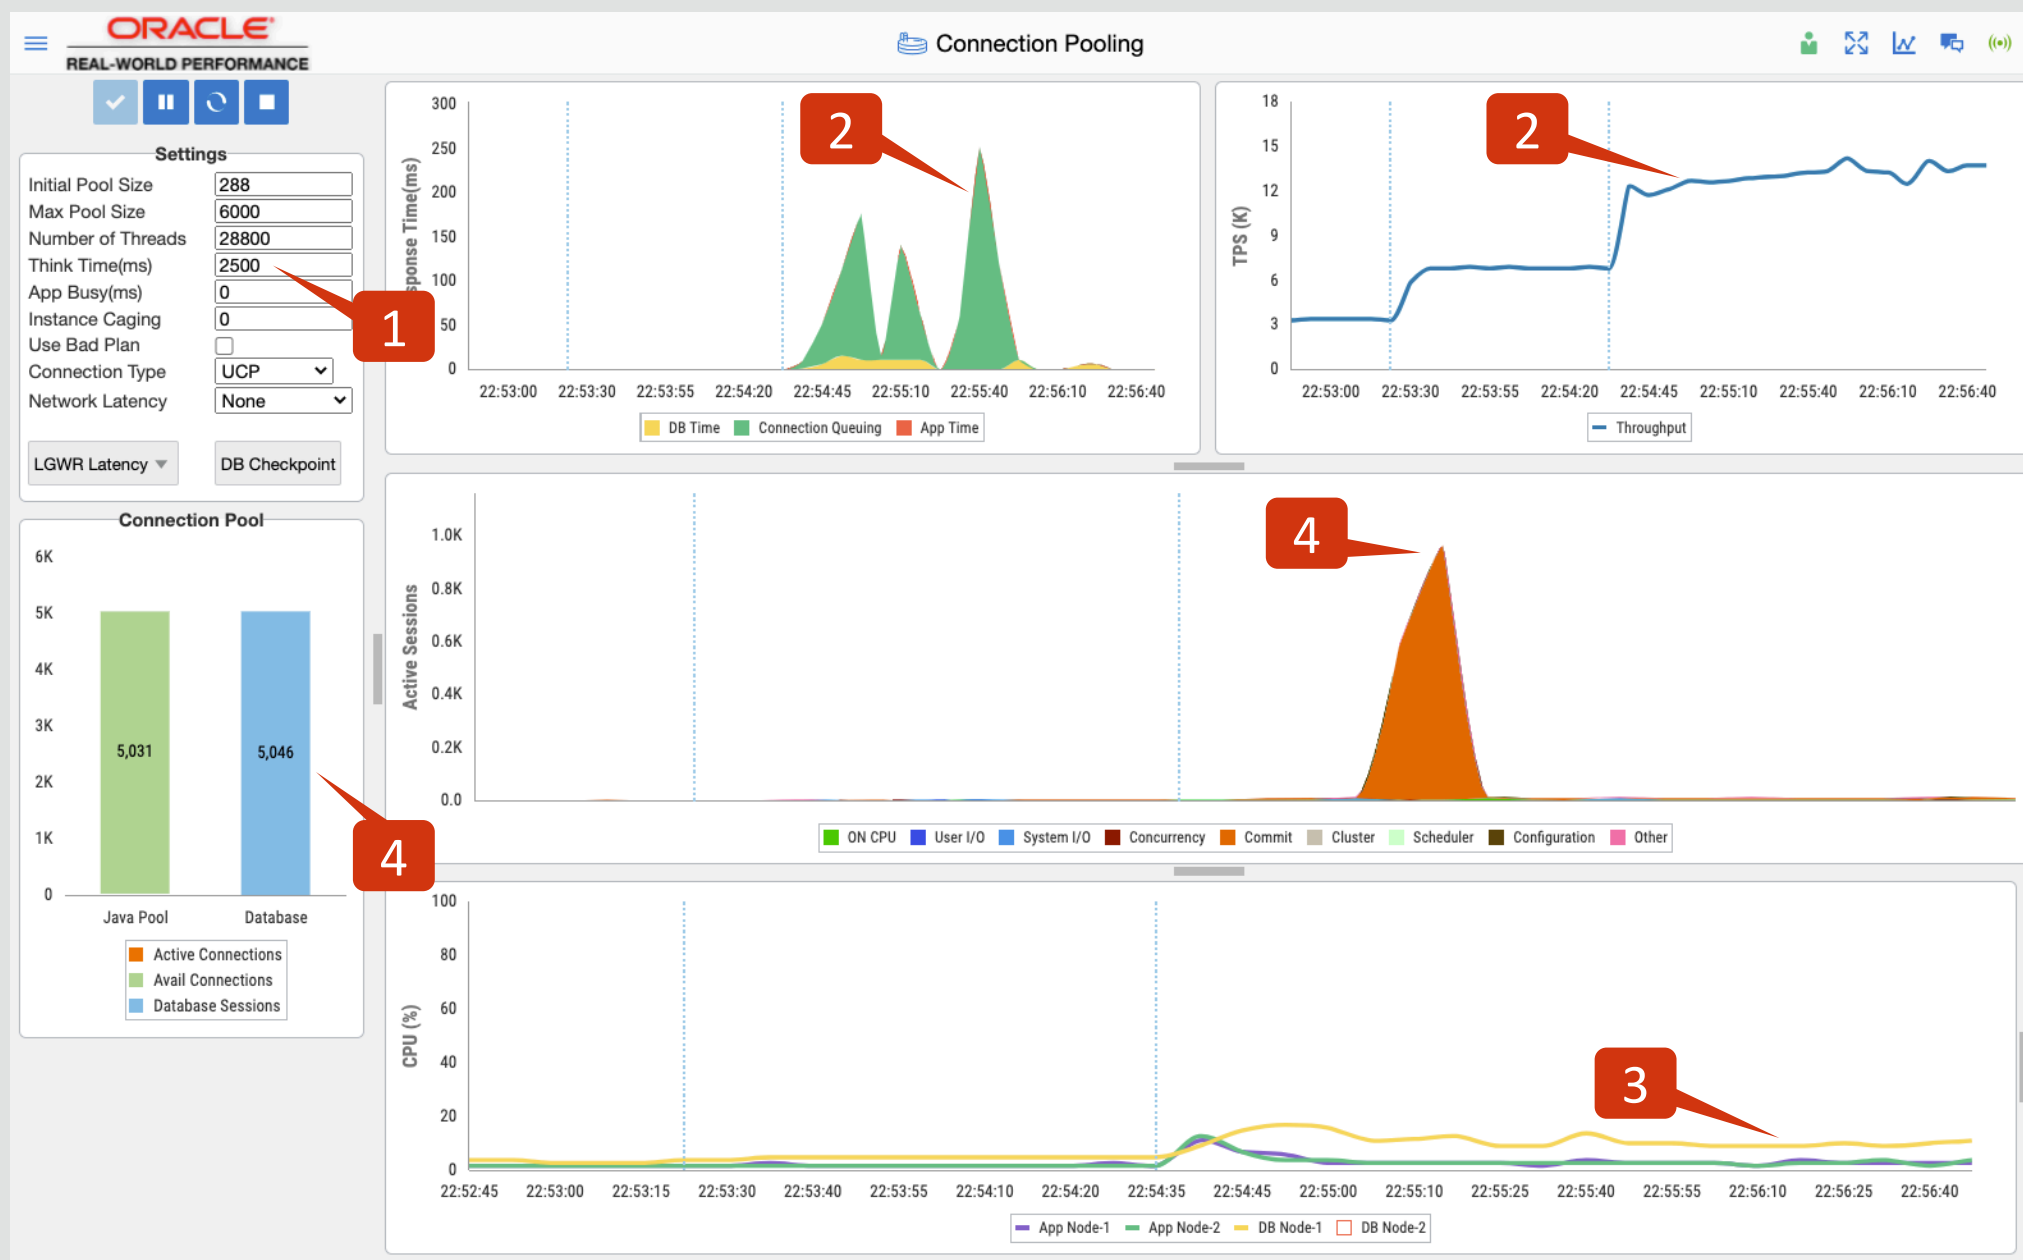 ORACLE
REAL-WORLD PERFORMANCE
Connection Pooling
Settings
Initial Pool Size 288
Max Pool Size 6000
Number of Threads 28800
Think Time(ms) 2500
App Busy(ms) 0
Instance Caging 0
Use Bad Plan
Connection Type UCP
Network Latency None
LGWR Latency DB Checkpoint
1
Connection Pool
6K
5K
4K
3K
2K
1K
0
5,031 5,046
4
Java Pool Database
Active Connections
Avail Connections
Database Sessions
sponse Time(ms)
300
250
200
150
100
50
0
2
22:53:00 22:53:30 22:53:55 22:54:20 22:54:45 22:55:10 22:55:40 22:56:10 22:56:40
DB Time Connection Queuing App Time
TPS (K)
18
15
12
9
6
3
0
2
22:53:00 22:53:30 22:53:55 22:54:20 22:54:45 22:55:10 22:55:40 22:56:10 22:56:40
Throughput
Active Sessions
1.0K
0.8K
0.6K
0.4K
0.2K
0.0
4
ON CPU User I/O System I/O Concurrency Commit Cluster Scheduler Configuration Other
CPU (%)
100
80
60
40
20
0
3
22:52:45 22:53:00 22:53:15 22:53:30 22:53:40 22:53:55 22:54:10 22:54:20 22:54:35 22:54:45 22:55:00 22:55:10 22:55:25 22:55:40 22:55:55 22:56:10 22:56:25 22:56:40
App Node-1 App Node-2 DB Node-1 DB Node-2